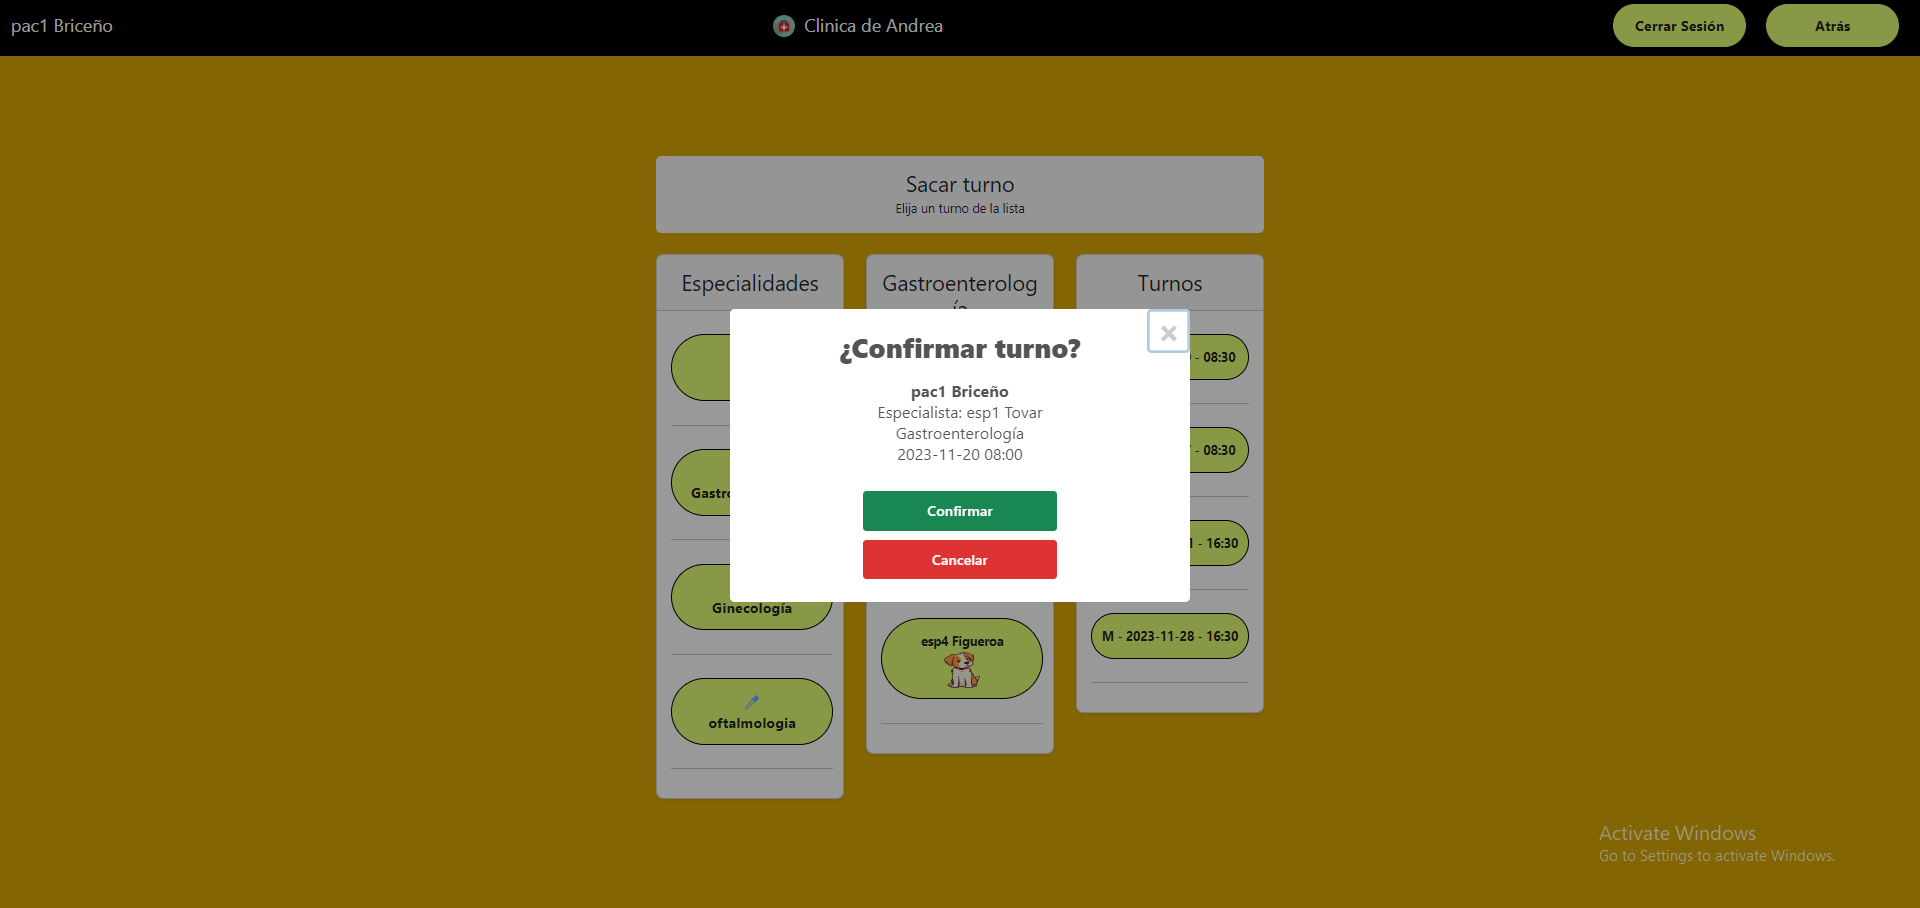 pac1 Briceño
Clinica de Andrea
Cerrar Sesión
Atrás
Sacar turno
Elija un turno de la lista
Especialidades
Gastroenterolog
Turnos
¿Confirmar turno?
pac1 Briceño
Especialista: esp1 Tovar
Gastroenterología
2023-11-20 08:00
Confirmar
Cancelar
Ginecología
oftalmologia
esp4 Figueroa
- 08:30
- 08:30
- 16:30
M - 2023-11-28 - 16:30
Activate Windows
Go to Settings to activate Windows.